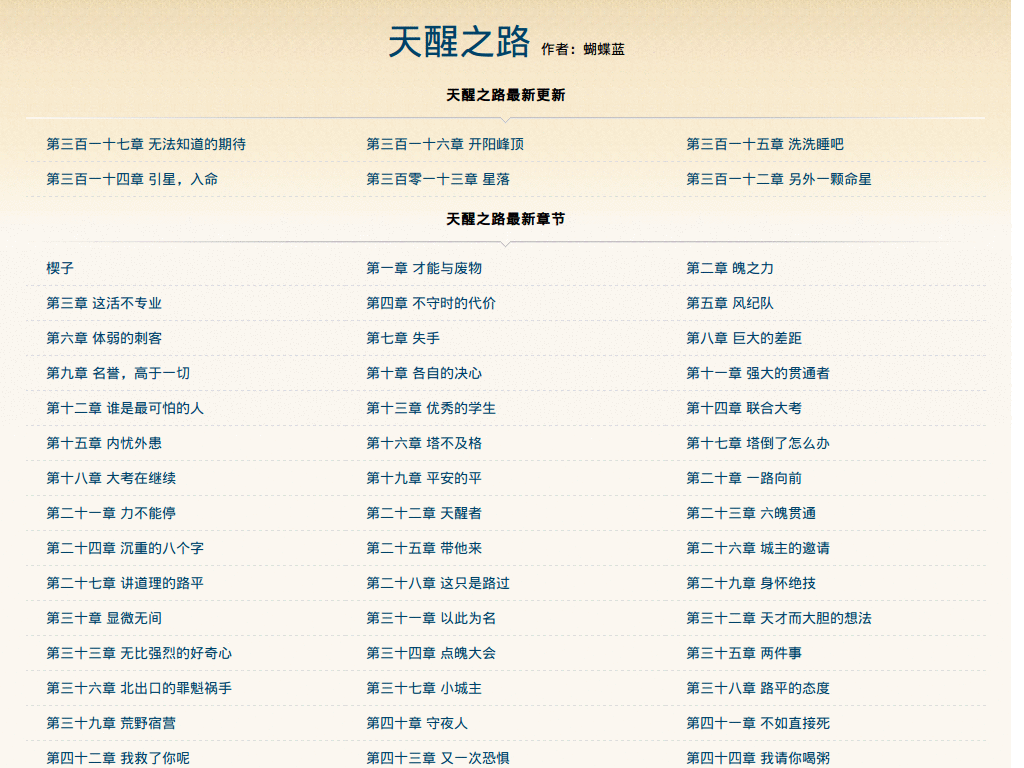 天醒之路 作者：蝴蝶蓝
天醒之路最新更新
第三百一十七章 无法知道的期待 第三百一十六章 开阳峰顶 第三百一十五章 洗洗睡吧
第三百一十四章 引星，入命 第三百零一十三章 星落 第三百一十二章 另外一颗命星
天醒之路最新章节
楔子 第一章 才能与废物 第二章 魄之力
第三章 这活不专业 第四章 不守时的代价 第五章 风纪队
第六章 体弱的刺客 第七章 失手 第八章 巨大的差距
第九章 名誉，高于一切 第十章 各自的决心 第十一章 强大的贯通者
第十二章 谁是最可怕的人 第十三章 优秀的学生 第十四章 联合大考
第十五章 内忧外患 第十六章 塔不及格 第十七章 塔倒了怎么办
第十八章 大考在继续 第十九章 平安的平 第二十章 一路向前
第二十一章 力不能停 第二十二章 天醒者 第二十三章 六魄贯通
第二十四章 沉重的八个字 第二十五章 带他来 第二十六章 城主的邀请
第二十七章 讲道理的路平 第二十八章 这只是路过 第二十九章 身怀绝技
第三十章 显微无间 第三十一章 以此为名 第三十二章 天才而大胆的想法
第三十三章 无比强烈的好奇心 第三十四章 点魄大会 第三十五章 两件事
第三十六章 北出口的罪魁祸手 第三十七章 小城主 第三十八章 路平的态度
第三十九章 荒野宿营 第四十章 守夜人 第四十一章 不如直接死
第四十二章 我救了你呢 第四十三章 又一次恐惧 第四十四章 我请你喝粥